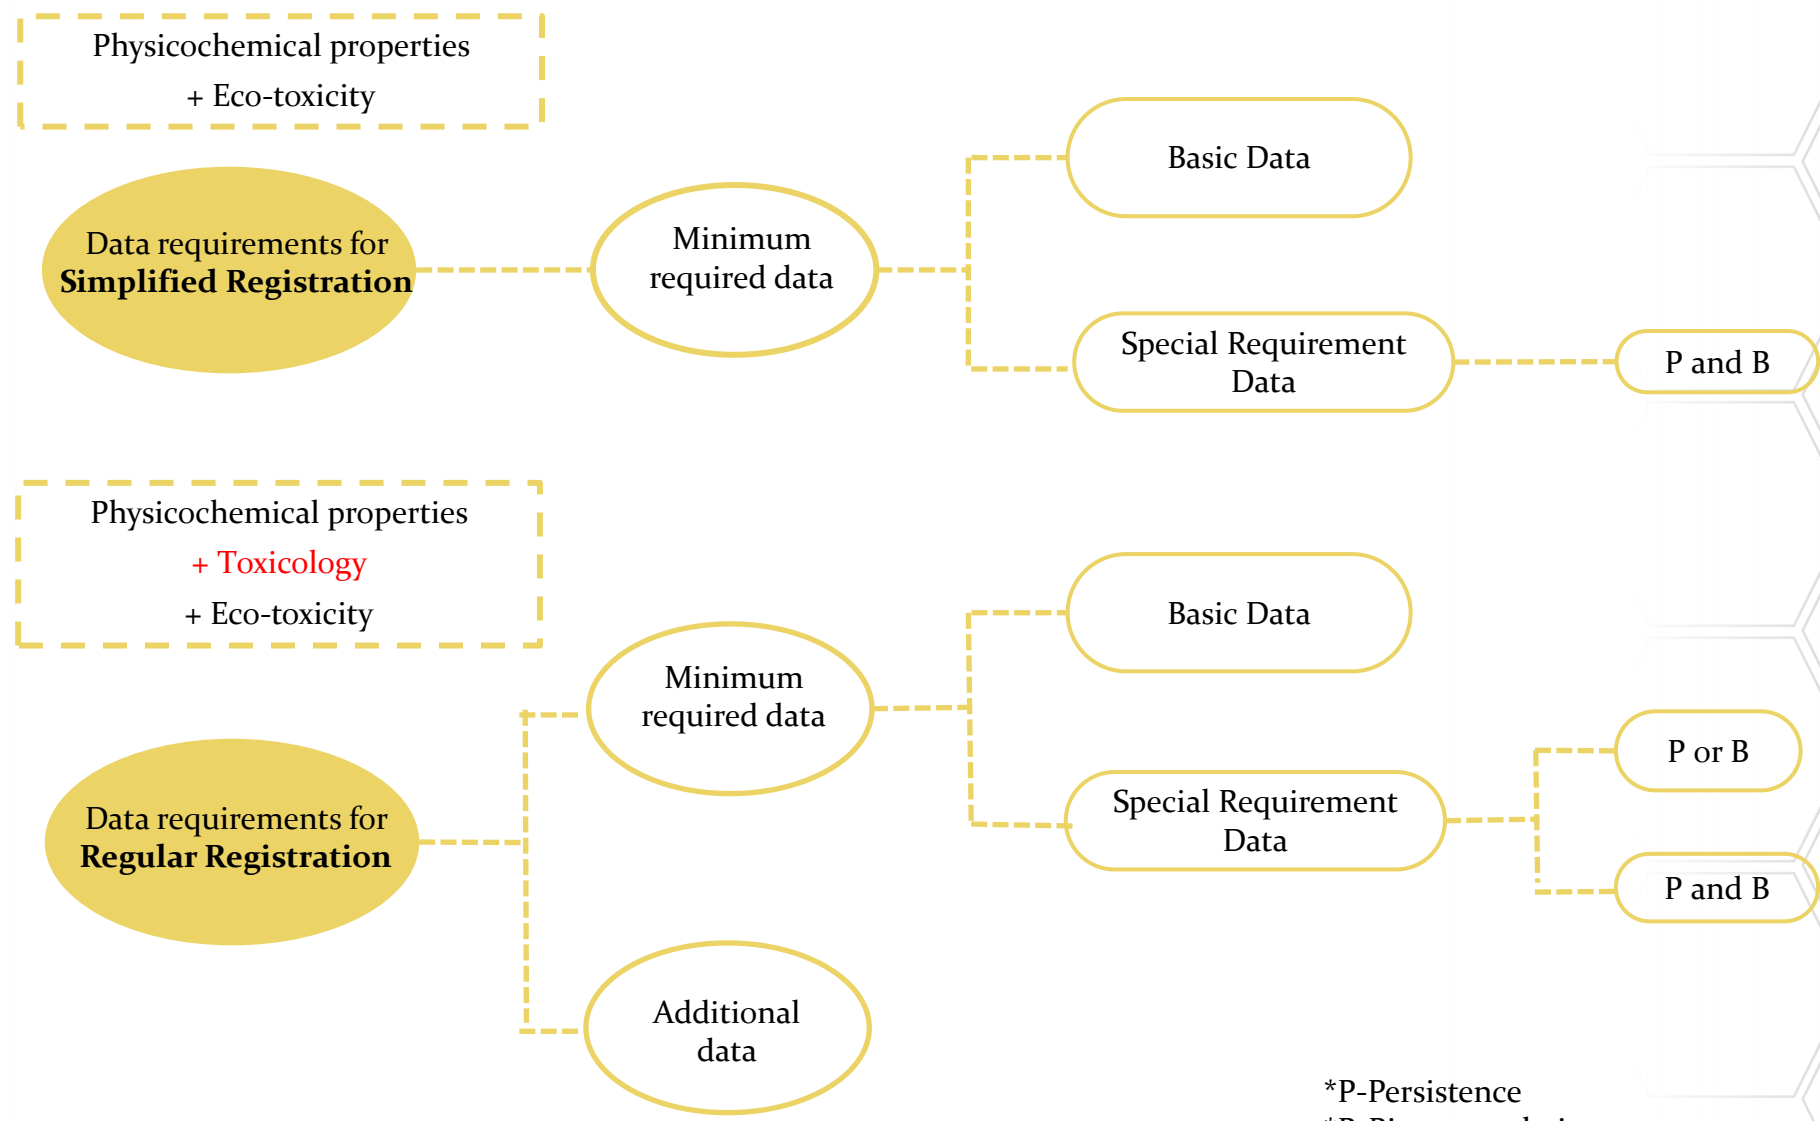 Physicochemical properties
+ Eco-toxicity
Data requirements for
Simplified Registration
Minimum
required data
Basic Data
Special Requirement
Data
P and B
Physicochemical properties
+ Toxicology
+ Eco-toxicity
Data requirements for
Regular Registration
Minimum
required data
Additional
data
Basic Data
Special Requirement
Data
P or B
P and B
*P-Persistence